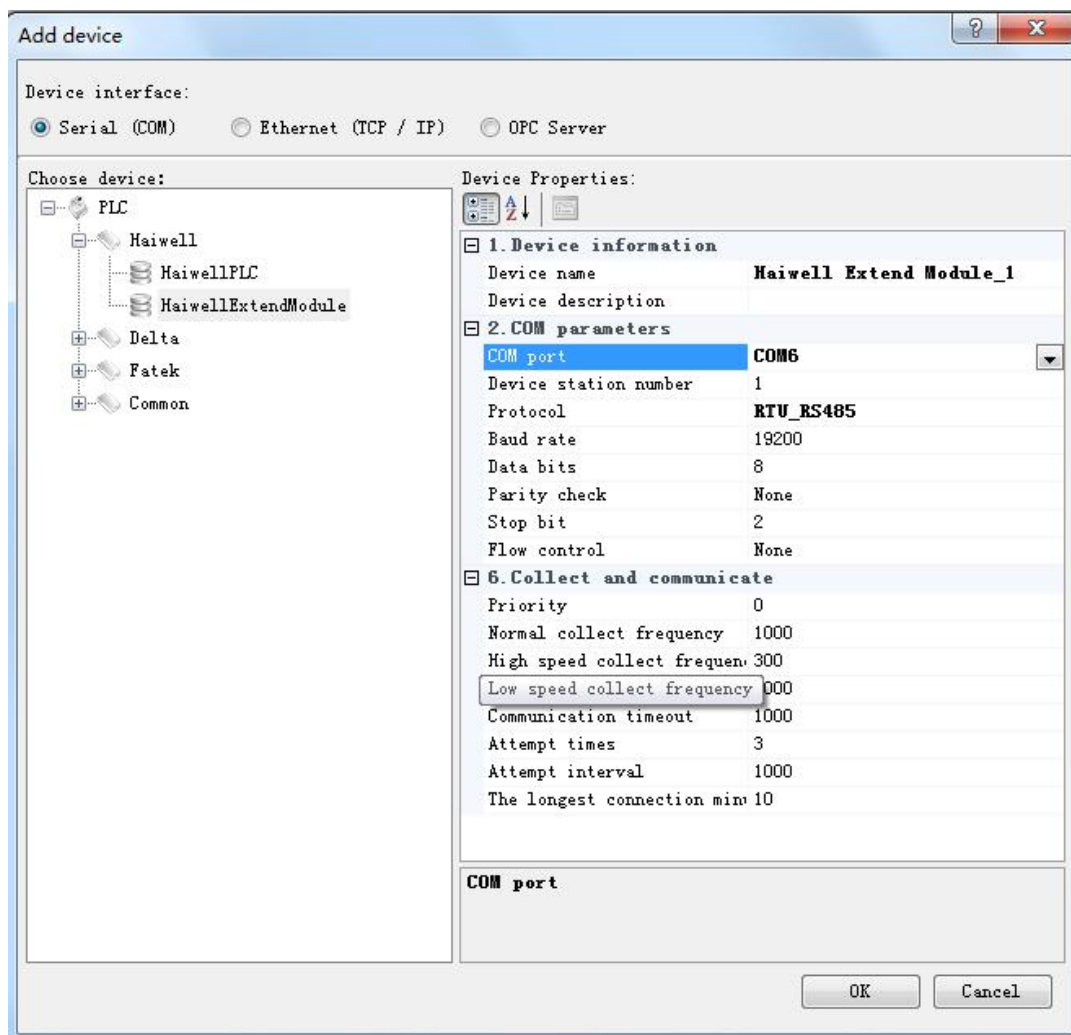 Add device
Device interface:
Serial (COM) Ethernet (TCP / IP) OPC Server
Choose device:
PLC
Haiwell
HaiwellPLC
HaiwellExtendModule
Delta
Fatek
Common
Device Properties:
1.Device information
Device name Haiwell Extend Module_1
Device description
2.COM parameters
COM port COM6
Device station number 1
Protocol RTU_RS485
Baud rate 19200
Data bits 8
Parity check None
Stop bit 2
Flow control None
6.Collect and communicate
Priority 0
Normal collect frequency 1000
High speed collect 300
Low speed collect frequency
Communication timeout 1000
Attempt times 3
Attempt interval 1000
The longest connection 10
COM port
OK Cancel